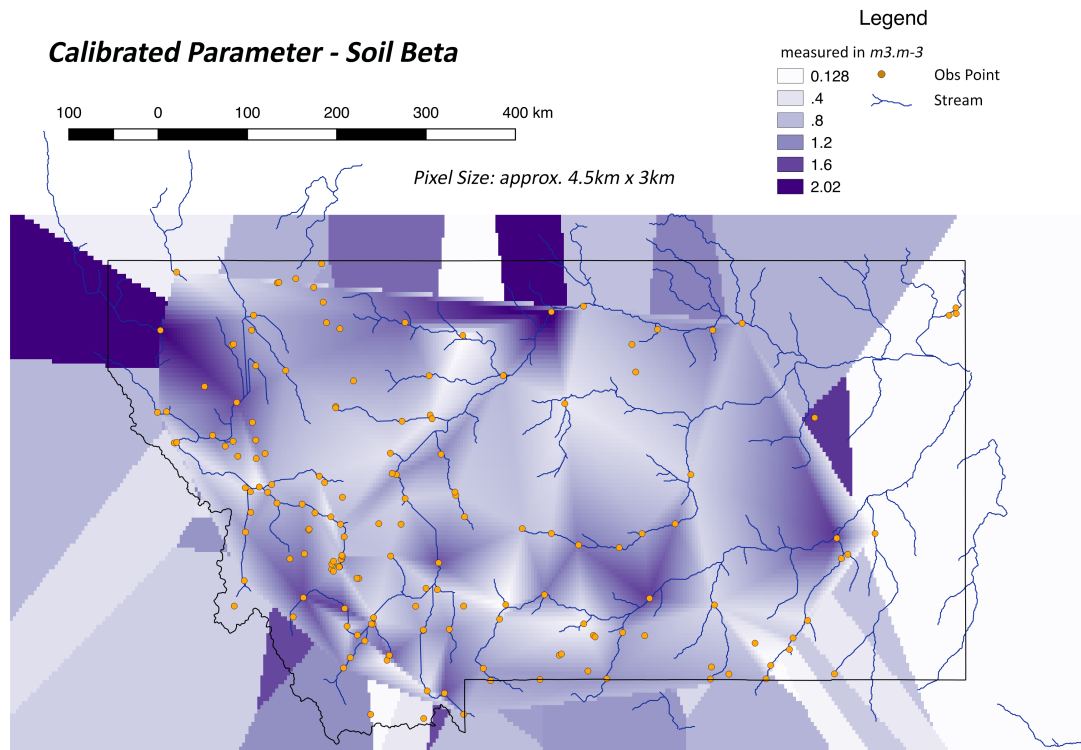 Legend
Calibrated Parameter - Soil Beta
measured in m3.m-3
0.128
Obs Point
.4
Stream
.8
1.2
1.6
2.02
100 0 100 200 300 400 km
Pixel Size: approx. 4.5km x 3km